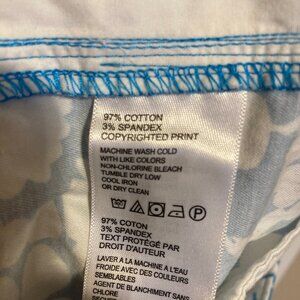 97% COTTON
3% SPANDEX
COPYRIGHTED PRINT
MACHINE WASH COLD
WITH LIKE COLORS
NON-CHLORINE BLEACH
TUMBLE DRY LOW
COOL IRON
OR DRY CLEAN
97% COTON
3% SPANDEX
TEXT PROTÉGÉ PAR
DROIT D'AUTEUR
LAVER A LA MACHINE A L'EAU
FROIDE AVEC DES COULEURS
SEMBLABLES
AGENT DE BLANCHIMENT SANS
CHLORE